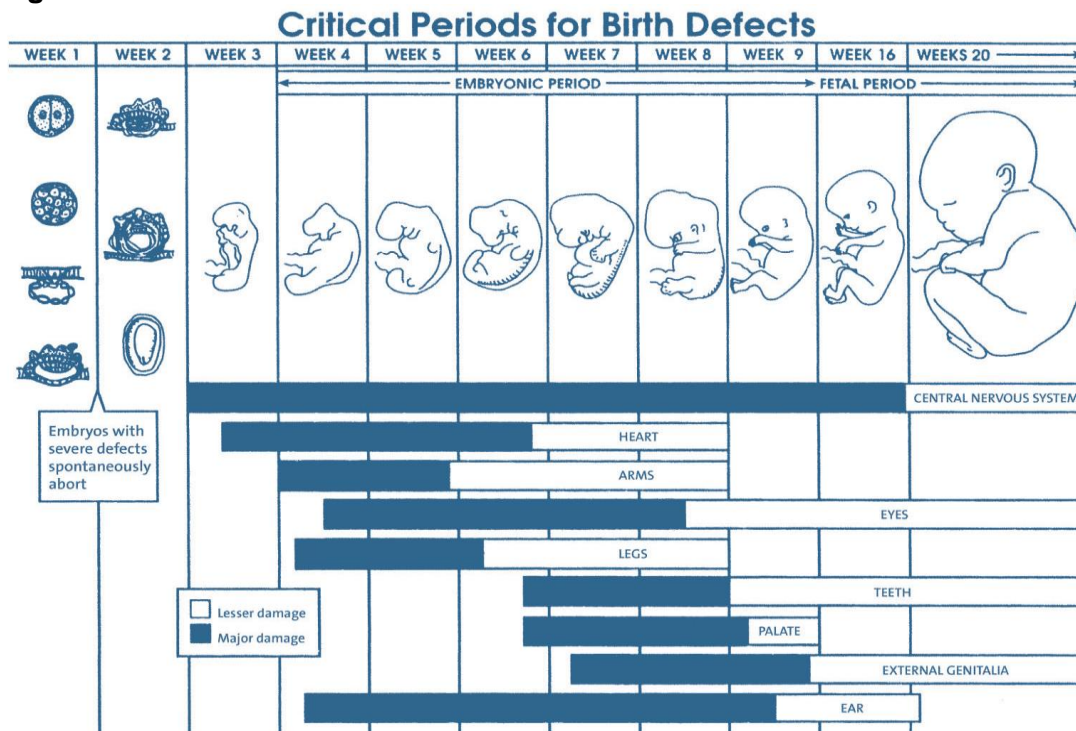 Critical Periods for Birth Defects
WEEK 1 WEEK 2 WEEK 3 WEEK 4 WEEK 5 WEEK 6 WEEK 7 WEEK 8 WEEK 9 WEEK 16 WEEKS 20
EMBRYONIC PERIOD FETAL PERIOD
CENTRAL NERVOUS SYSTEM
Embryos with
severe defects
spontaneously
abort
HEART
ARMS
EYES
LEGS
TEETH
Lesser damage
Major damage
PALATE
EXTERNAL GENITALIA
EAR